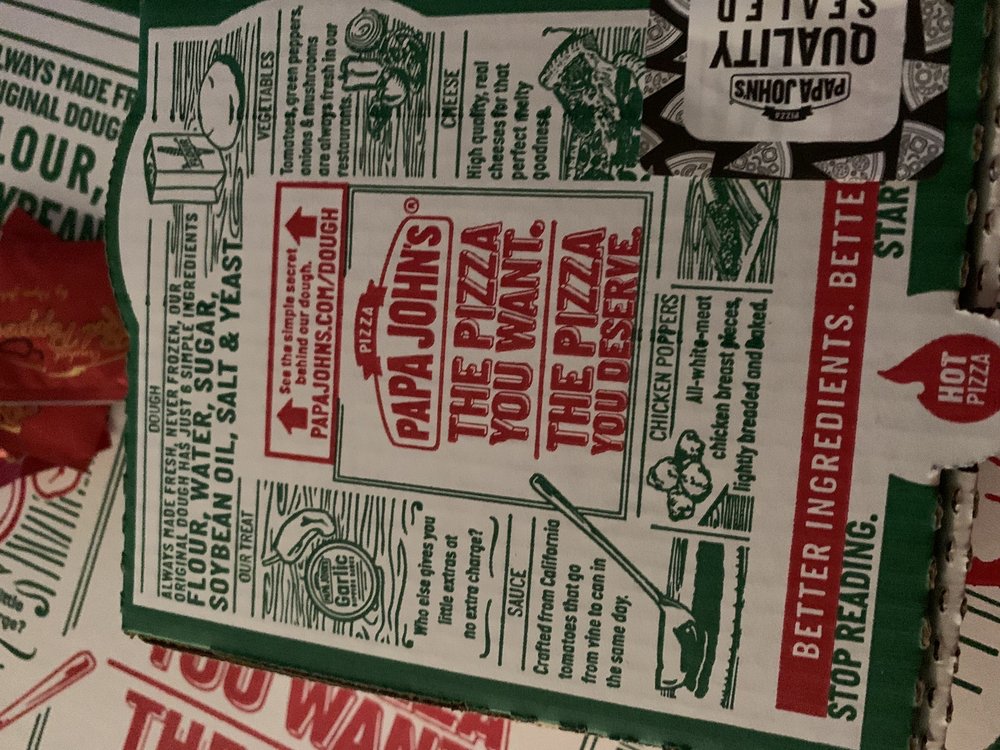 DOUGH
ALWAYS MADE FRESH, NEVER FROZEN, OUR
ORIGINAL DOUGH HAS JUST 6 SIMPLE INGREDIENTS
FLOUR, WATER, SUGAR,
SOYBEAN OIL, SALT & YEAST.
VEGETABLES
Tomatoes, green peppers,
onions & mushrooms
are always fresh in our
restaurants.
CHEESE
High quality, real
cheeses for that
perfect melty
goodness.
OUR TREAT
Garlic
Who else gives you
little extras at
no extra charge?
SAUCE
Crafted from California
tomatoes that go
from vine to can in
the same day.
See the simple secret
behind our dough.
PAPAJOHNS.COM/DOUGH
PIZZA
PAPA JOHN'S®
THE PIZZA
YOU WANT.
THE PIZZA
YOU DESERVE.
CHICKEN POPPERS
All-white-meat
chicken breast pieces,
lightly breaded and baked.
BETTER INGREDIENTS. BETTE
STOP READING.
STAR
HOT
PIZZA
PIZZA
PAPA JOHN'S
QUALITY
SEALED
LWAYS MADE FR
IGINAL DOUG
LOUR,
YBEAN
YOU WAN
THE